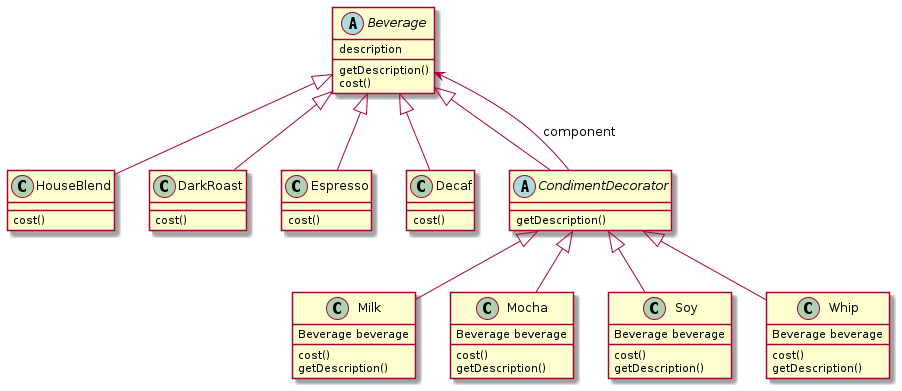 A Beverage
description
getDescription()
cost()
component
C HouseBlend
cost()
C DarkRoast
cost()
C Espresso
cost()
C Decaf
cost()
A CondimentDecorator
getDescription()
C Milk
Beverage beverage
cost()
getDescription()
C Mocha
Beverage beverage
cost()
getDescription()
C Soy
Beverage beverage
cost()
getDescription()
C Whip
Beverage beverage
cost()
getDescription()